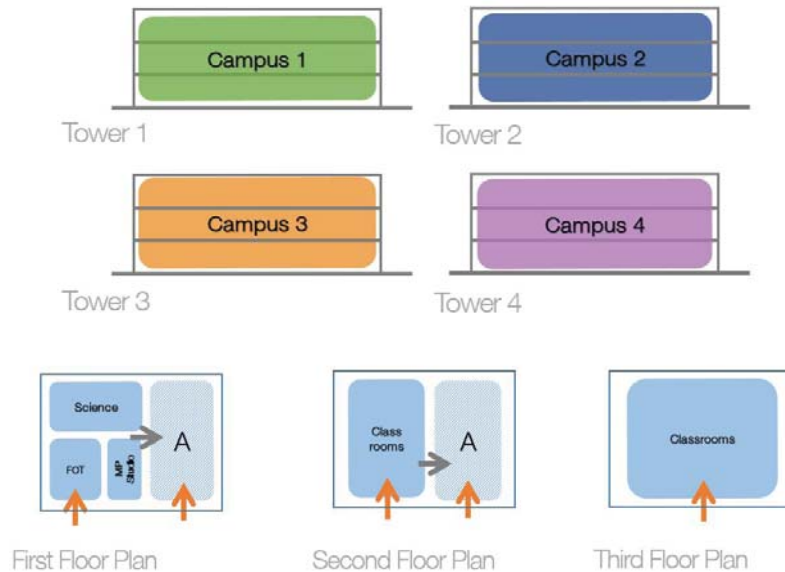 Campus 1
Campus 2
Tower 1
Tower 2
Campus 3
Campus 4
Tower 3
Tower 4
Science
A
FOT
MP
Studio
Class
rooms
A
Classrooms
First Floor Plan
Second Floor Plan
Third Floor Plan